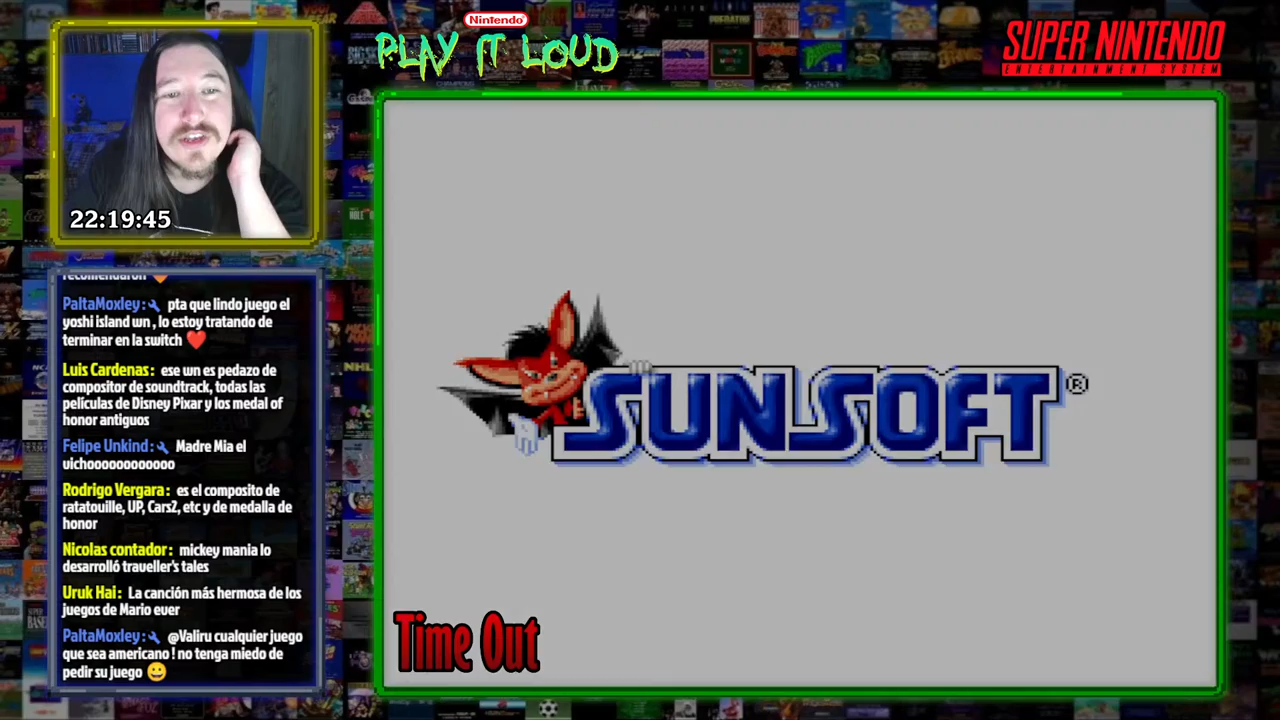 Nintendo
PLAY IT LOUD
SUPER NINTENDO
ENTERTAINMENT SYSTEM
22:19:45
recomendaron 🧡
PaltaMoxley: pta que lindo juego el
yoshi island wn , lo estoy tratando de
terminar en la switch ❤️
Luis Cardenas: ese wn es pedazo de
compositor de soundtrack, todas las
películas de Disney Pixar y los medal of
honor antiguos
Felipe Unkind: Madre Mia el
uichoooooooooooo
Rodrigo Vergara: es el composito de
ratatouille, UP, Cars2, etc y de medalla de
honor
Nicolas contador: mickey mania lo
desarrolló traveller's tales
Uruk Hai: La canción más hermosa de los
juegos de Mario ever
PaltaMoxley: @Valiru cualquier juego
que sea americano ! no tenga miedo de
pedir su juego 😀
SUNSOFT®
Time Out